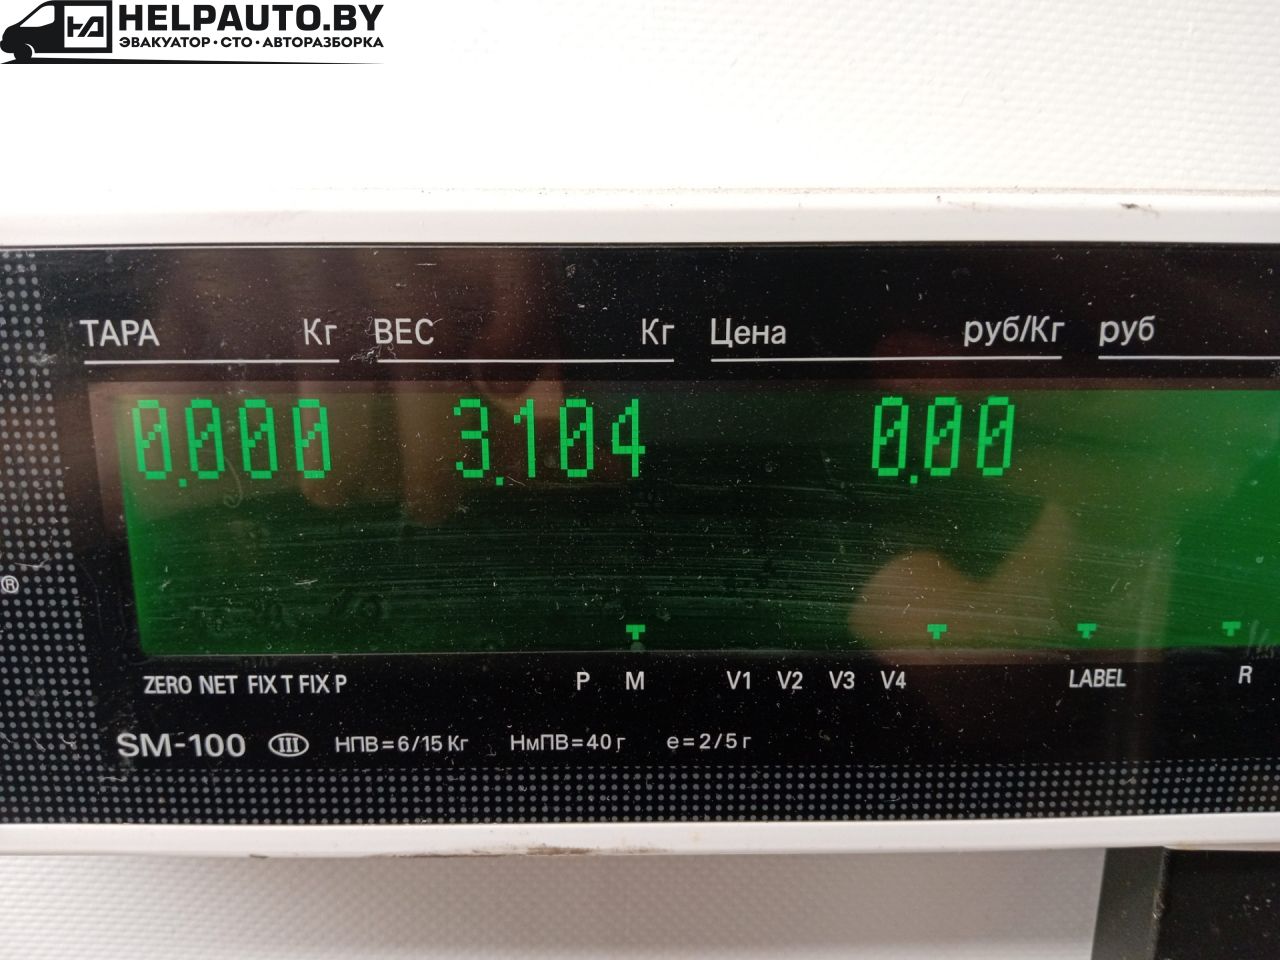 HELPAUTO.BY
ЭВАКУАТОР · СТО · АВТОРАЗБОРКА
ТАРА Кг ВЕС Кг Цена руб/Кг руб
0.000 3.104 0.00
®
ZERO NET FIX T FIX P P M V1 V2 V3 V4 LABEL R
SM-100 III НПВ=6/15 Кг НмПВ=40 г е=2/5 г